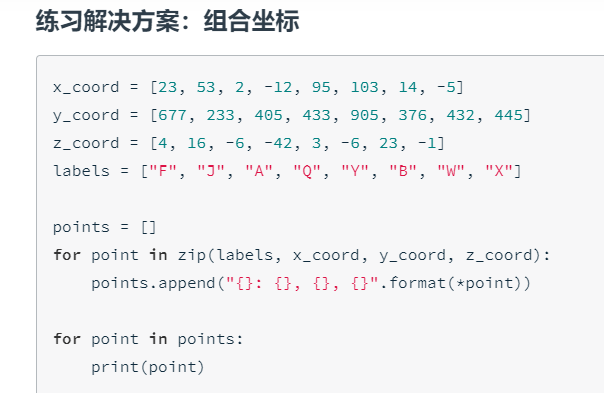 练习解决方案：组合坐标
x_coord = [23, 53, 2, -12, 95, 103, 14, -5]
y_coord = [677, 233, 405, 433, 905, 376, 432, 445]
z_coord = [4, 16, -6, -42, 3, -6, 23, -1]
labels = ["F", "J", "A", "Q", "Y", "B", "W", "X"]
points = []
for point in zip(labels, x_coord, y_coord, z_coord):
    points.append("{}: {}, {}, {}".format(*point))
for point in points:
    print(point)